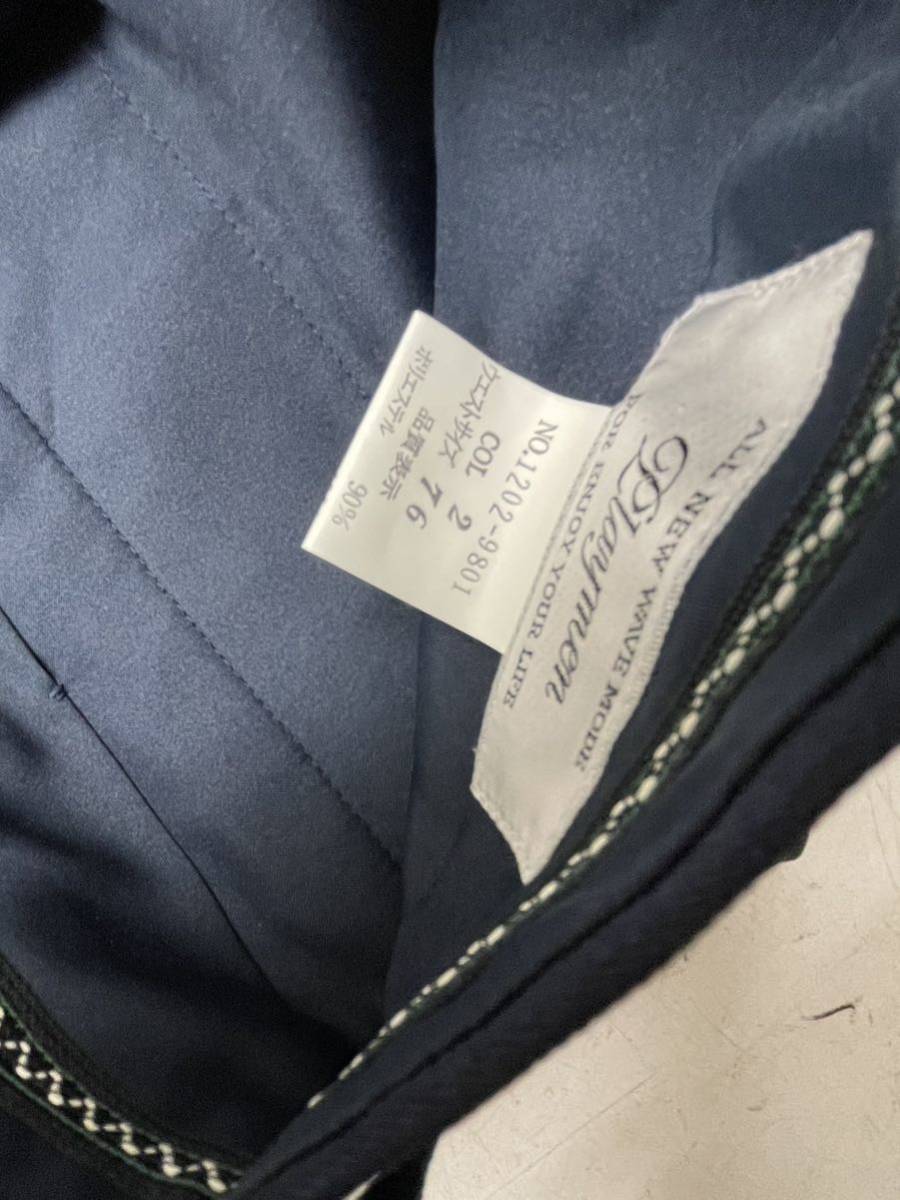 ALL NEW WAVE MODE
Playmen
FOR ENJOY YOUR LIFE
NO.1202-9801
COL 2
ウエストサイズ 76
品質表示
ポリエステル 90%